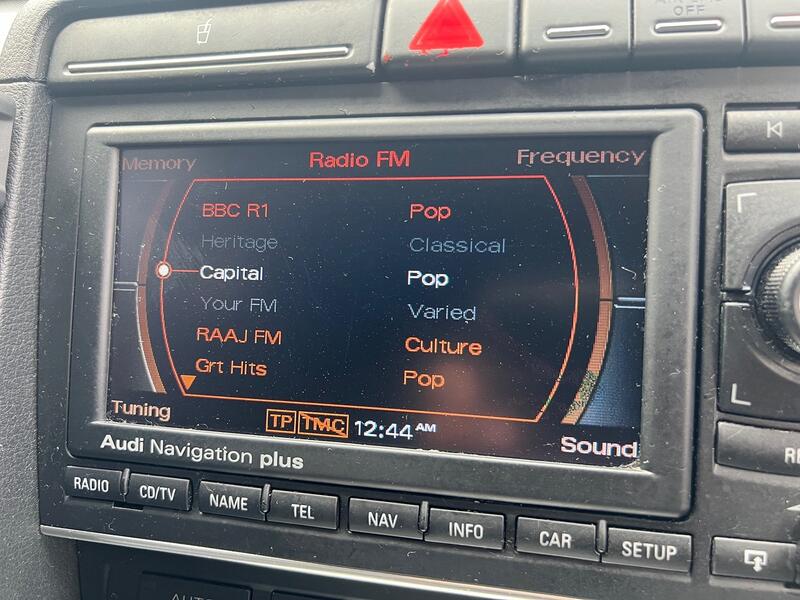 OFF
Memory Radio FM Frequency
BBC R1 Pop
Heritage Classical
Capital Pop
Your FM Varied
RAAJ FM Culture
Grt Hits Pop
Tuning TP TMC 12:44 AM Sound
Audi Navigation plus
RADIO CD/TV NAME TEL NAV INFO CAR SETUP
AUTO